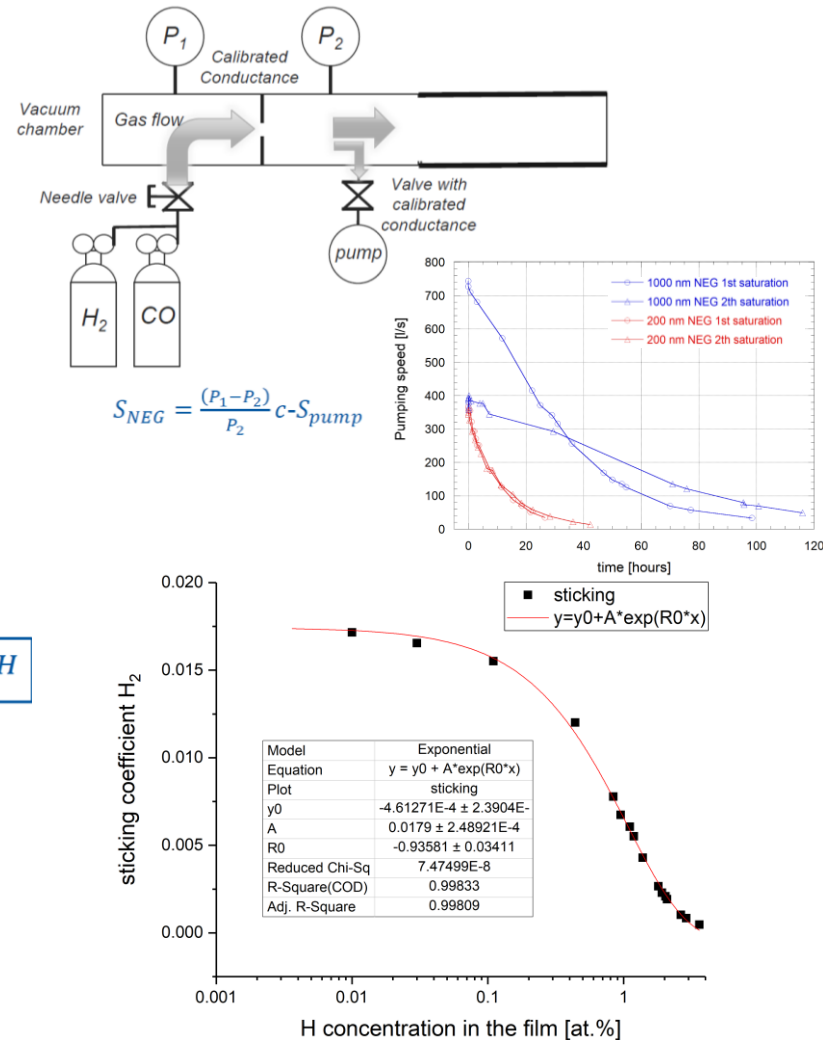 P1
P2
Calibrated
Conductance
Vacuum
chamber
Gas flow
Needle valve
Valve with
calibrated
conductance
pump
H2
CO
S_NEG = (P1−P2)/P2 c-S_pump
800
700
600
500
400
300
200
100
0
Pumping speed [l/s]
1000 nm NEG 1st saturation
1000 nm NEG 2th saturation
200 nm NEG 1st saturation
200 nm NEG 2th saturation
0 20 40 60 80 100 120
time [hours]
H
0.020
0.015
0.010
0.005
0.000
sticking coefficient H2
sticking
y=y0+A*exp(R0*x)
Model Exponential
Equation y = y0 + A*exp(R0*x)
Plot sticking
y0 -4.61271E-4 ± 2.3904E-
A 0.0179 ± 2.48921E-4
R0 -0.93581 ± 0.03411
Reduced Chi-Sq 7.47499E-8
R-Square(COD) 0.99833
Adj. R-Square 0.99809
0.001 0.01 0.1 1
H concentration in the film [at.%]